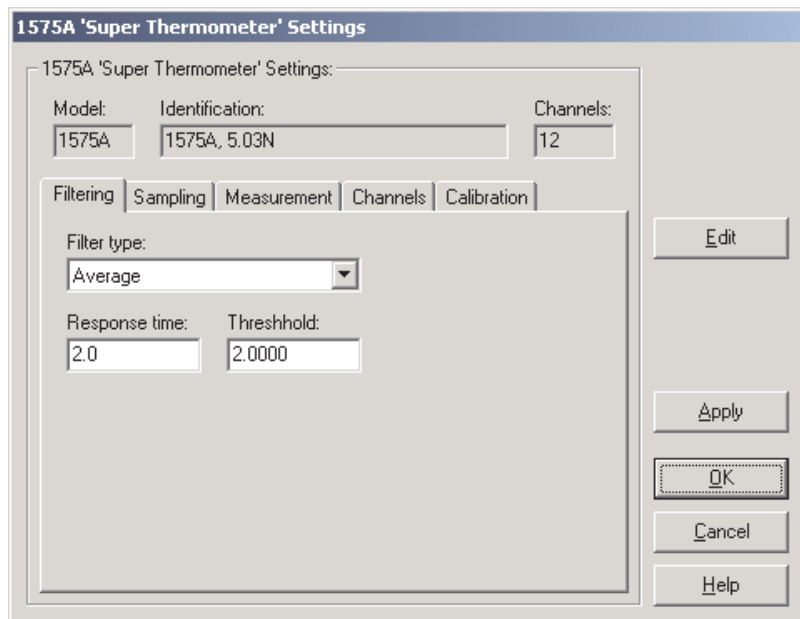 1575A 'Super Thermometer' Settings
1575A 'Super Thermometer' Settings:
Model: Identification: Channels:
1575A 1575A, 5.03N 12
Filtering Sampling Measurement Channels Calibration
Filter type:
Average
Response time: Threshhold:
2.0 2.0000
Edit
Apply
OK
Cancel
Help